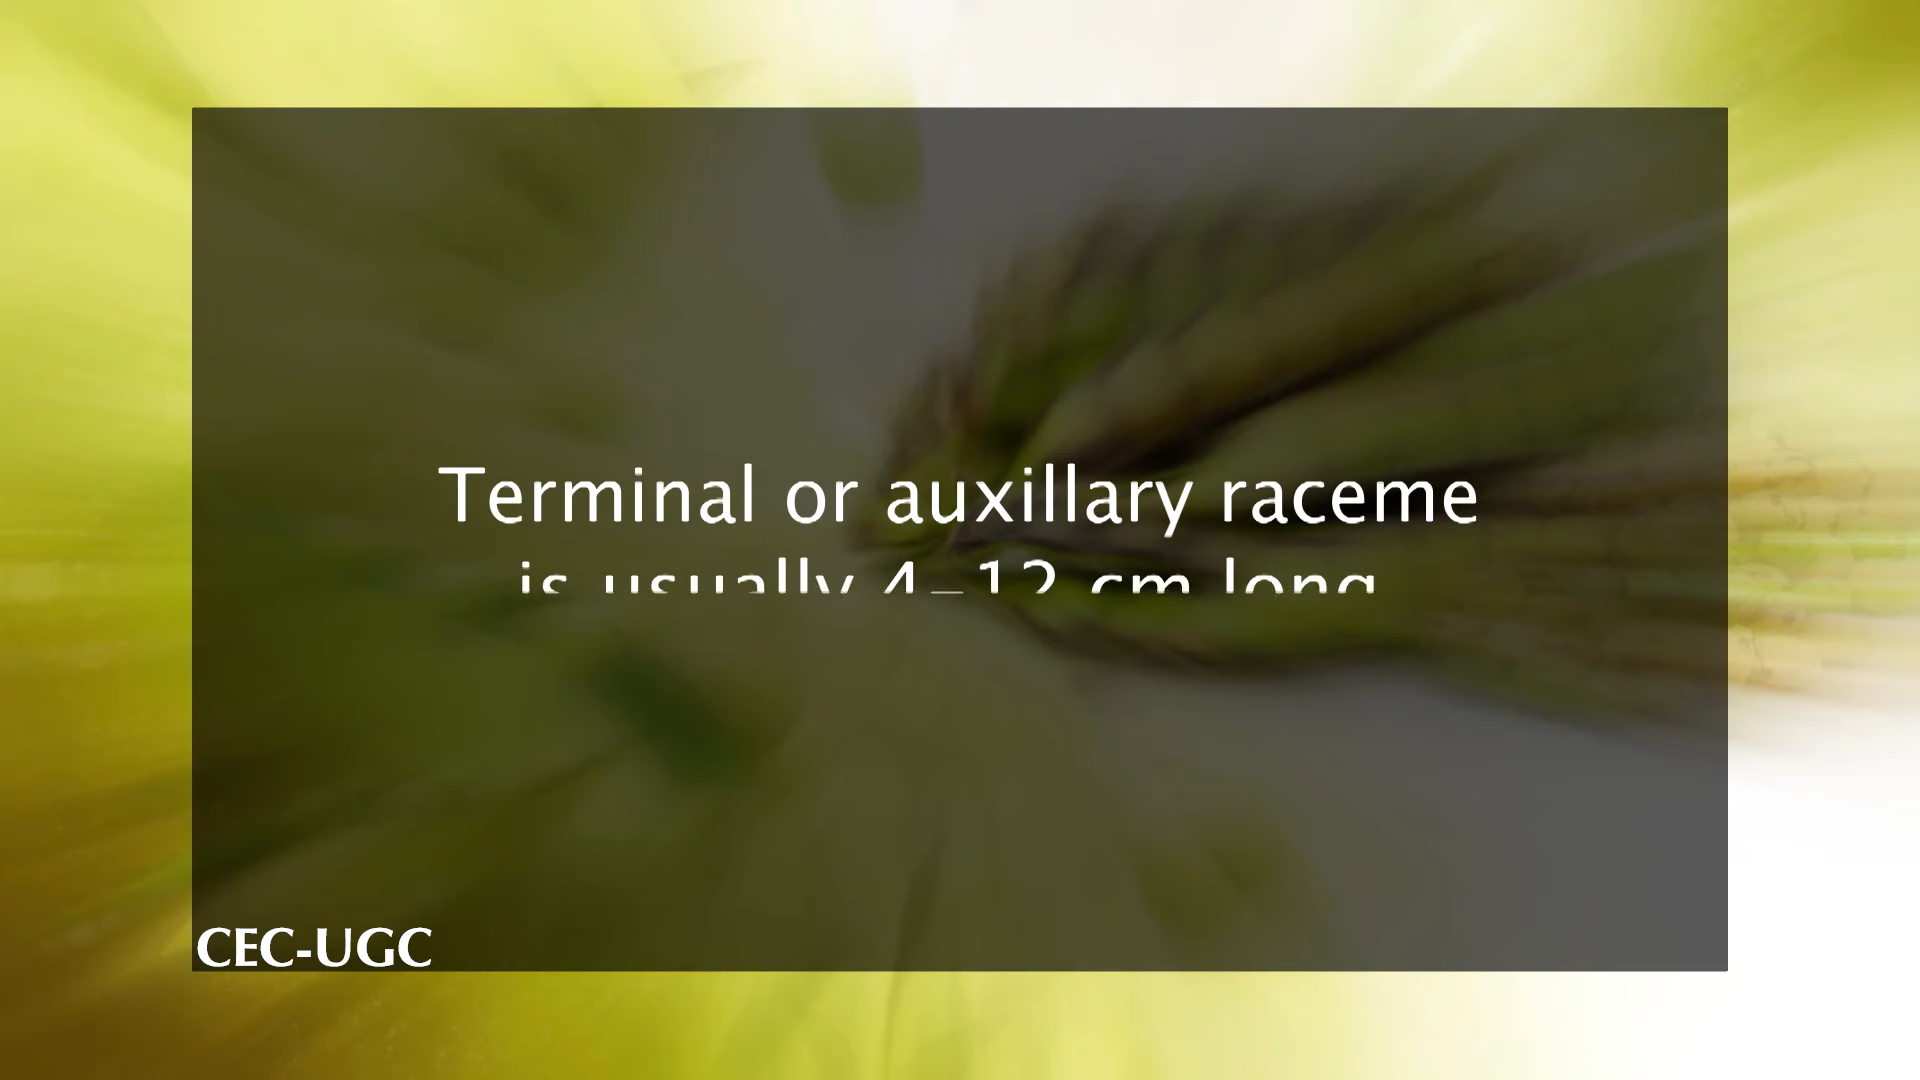 Terminal or auxillary raceme
is usually 4–12 cm long
CEC-UGC